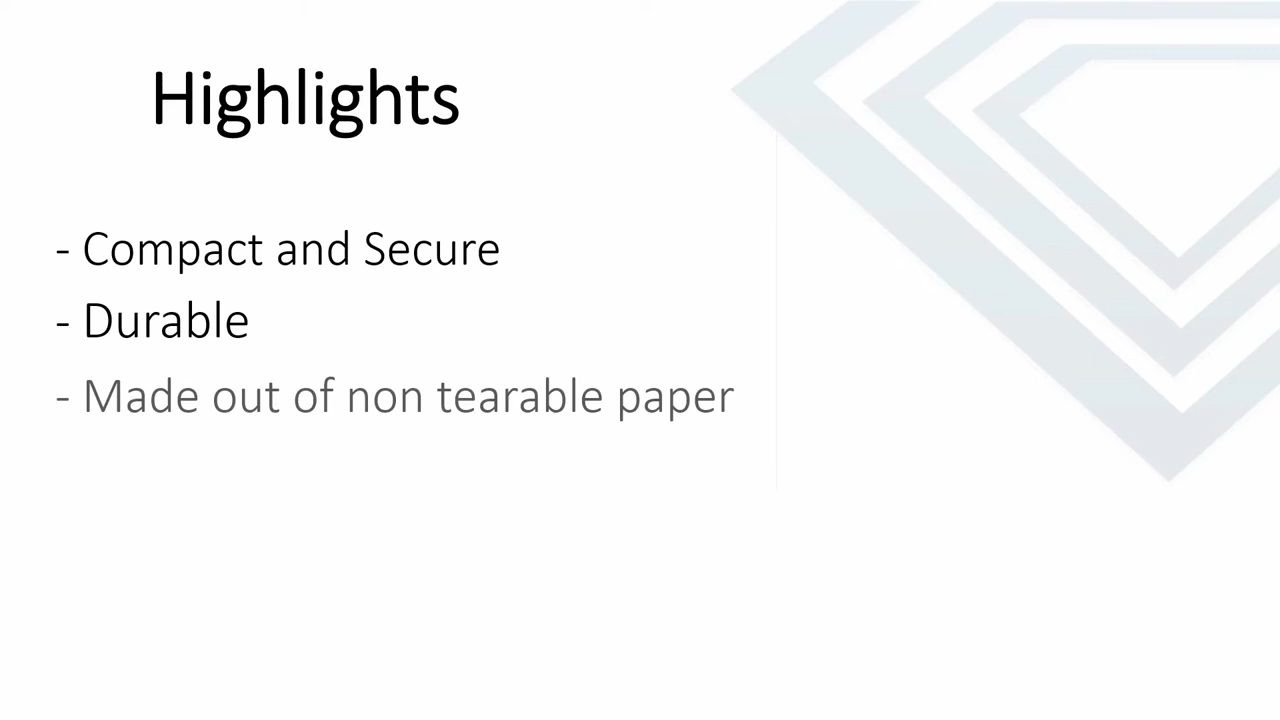 Highlights
- Compact and Secure
- Durable
- Made out of non tearable paper